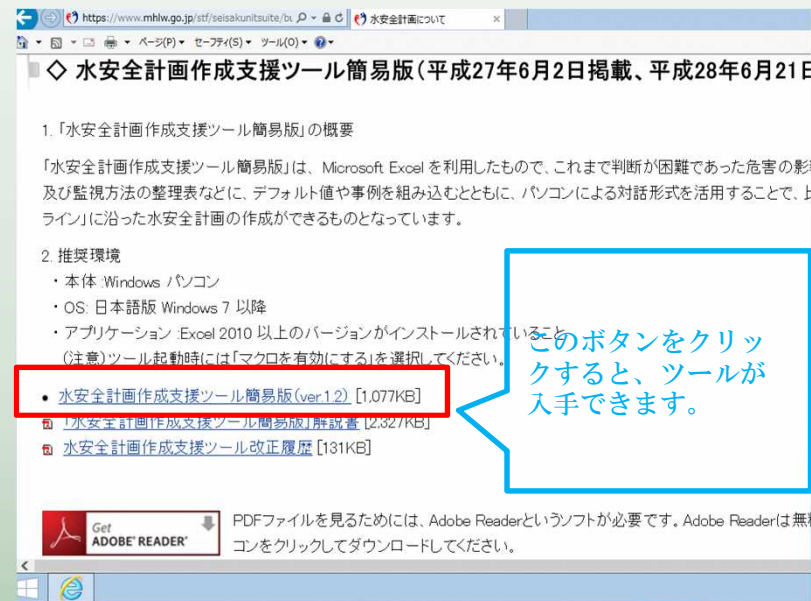 https://www.mhlw.go.jp/stf/seisakunitsuite/bu
水安全計画について
ページ(P) セーフティ(S) ツール(O)
◇ 水安全計画作成支援ツール簡易版(平成27年6月2日掲載、平成28年6月21日
1. 「水安全計画作成支援ツール簡易版」の概要
「水安全計画作成支援ツール簡易版」は、Microsoft Excel を利用したもので、これまで判断が困難であった危害の影
及び監視方法の整理表などに、デフォルト値や事例を組み込むとともに、パソコンによる対話形式を活用することで、比
ライン」に沿った水安全計画の作成ができるものとなっています。
2. 推奨環境
・本体 :Windows パソコン
・OS: 日本語版 Windows 7 以降
・アプリケーション :Excel 2010 以上のバージョンがインストールされていること
(注意)ツール起動時には「マクロを有効にする」を選択してください。
• 水安全計画作成支援ツール簡易版(ver.1.2) [1,077KB]
「水安全計画作成支援ツール簡易版」解説書 [2,327KB]
水安全計画作成支援ツール改正履歴 [131KB]
このボタンをクリッ
クすると、ツールが
入手できます。
Get
ADOBE® READER®
PDFファイルを見るためには、Adobe Readerというソフトが必要です。Adobe Readerは無料
コンをクリックしてダウンロードしてください。